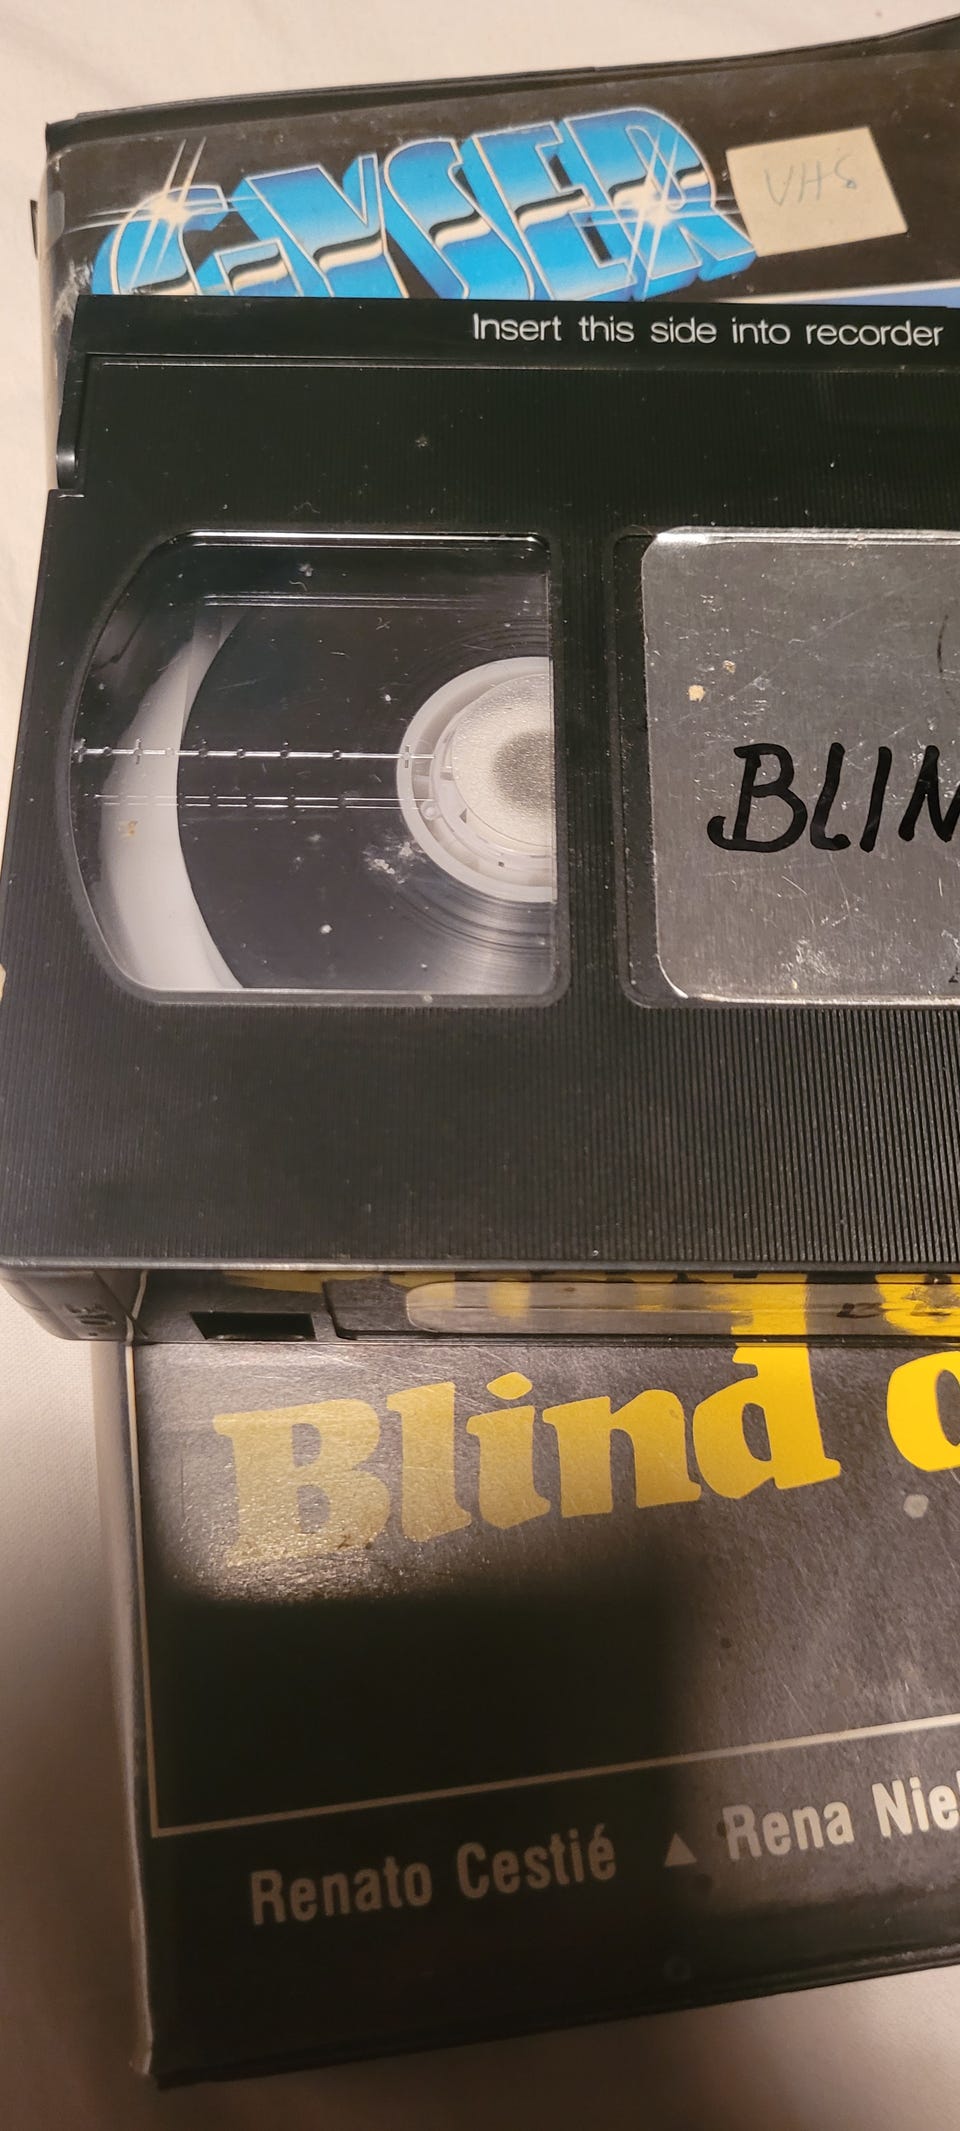 GEYSER
VHS
Insert this side into recorder
BLIN
Blind o
Renato Cestié ▲ Rena Niel